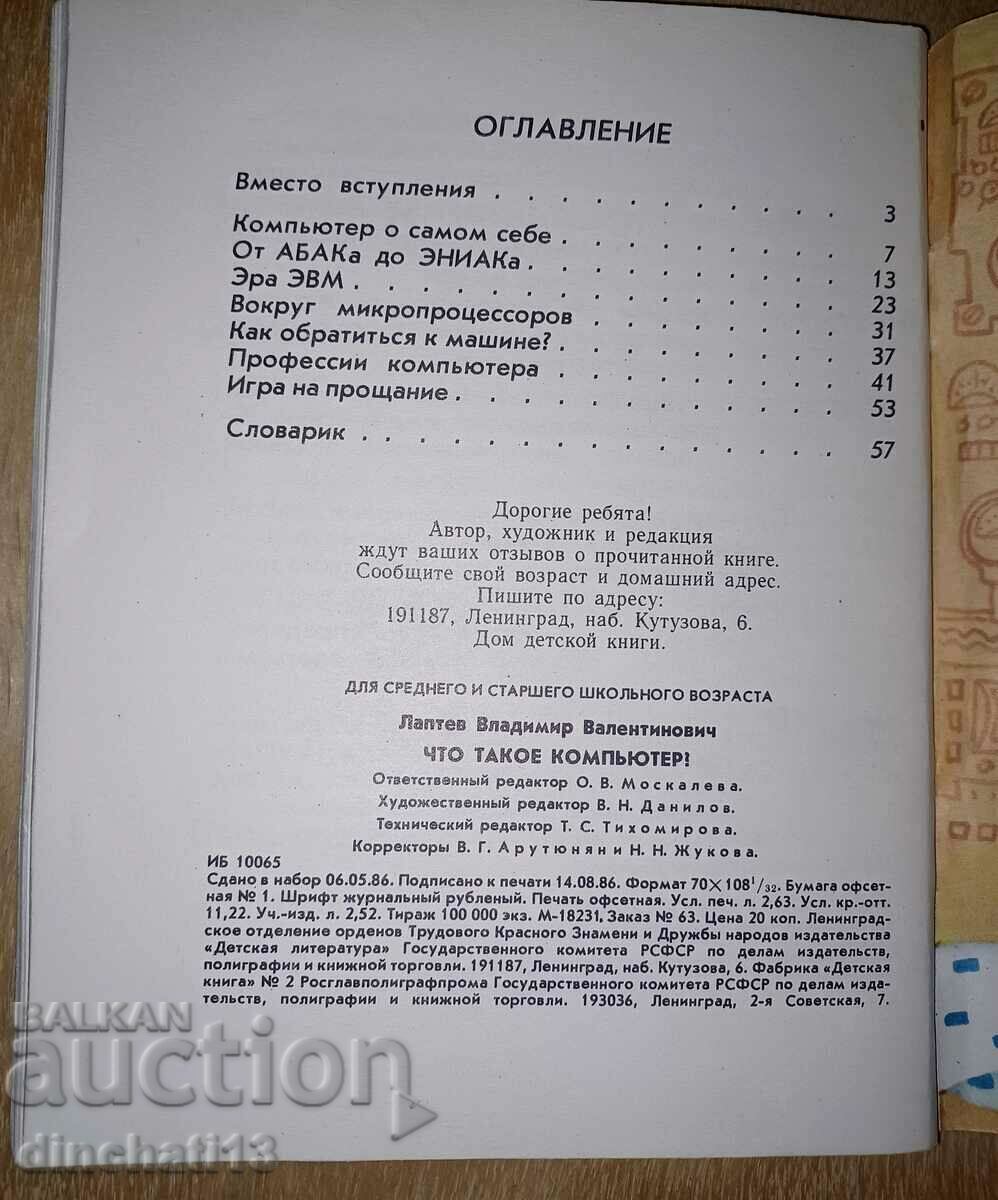 ОГЛАВЛЕНИЕ
Вместо вступления . . . . . . . . . . . . 3
Компьютер о самом себе . . . . . . . . . . 7
От АБАКа до ЭНИАКа . . . . . . . . . . . 13
Эра ЭВМ . . . . . . . . . . . . . . . . 23
Вокруг микропроцессоров . . . . . . . . . 31
Как обратиться к машине? . . . . . . . . . 37
Профессии компьютера . . . . . . . . . . 41
Игра на прощание . . . . . . . . . . . . 53
Словарик . . . . . . . . . . . . . . . 57
Дорогие ребята!
Автор, художник и редакция
ждут ваших отзывов о прочитанной книге.
Сообщите свой возраст и домашний адрес.
Пишите по адресу:
191187, Ленинград, наб. Кутузова, 6.
Дом детской книги.
ДЛЯ СРЕДНЕГО И СТАРШЕГО ШКОЛЬНОГО ВОЗРАСТА
Лаптев Владимир Валентинович
ЧТО ТАКОЕ КОМПЬЮТЕР?
Ответственный редактор О. В. Москалева.
Художественный редактор В. Н. Данилов.
Технический редактор Т. С. Тихомирова.
Корректоры В. Г. Арутюнян и Н. Н. Жукова.
ИБ 10065
Сдано в набор 06.05.86. Подписано к печати 14.08.86. Формат 70×108 1/32. Бумага офсет-
ная № 1. Шрифт журнальный рубленый. Печать офсетная. Усл. печ. л. 2,63. Усл. кр.-отт.
11,22. Уч.-изд. л. 2,52. Тираж 100 000 экз. М-18231, Заказ № 63. Цена 20 коп. Ленинград-
ское отделение орденов Трудового Красного Знамени и Дружбы народов издательства
«Детская литература» Государственного комитета РСФСР по делам издательств,
полиграфии и книжной торговли. 191187, Ленинград, наб. Кутузова, 6. Фабрика «Детская
книга» № 2 Росглавполиграфпрома Государственного комитета РСФСР по делам изда-
тельств, полиграфии и книжной торговли. 193036, Ленинград, 2-я Советская, 7.
BALKAN
auction
dinchati13